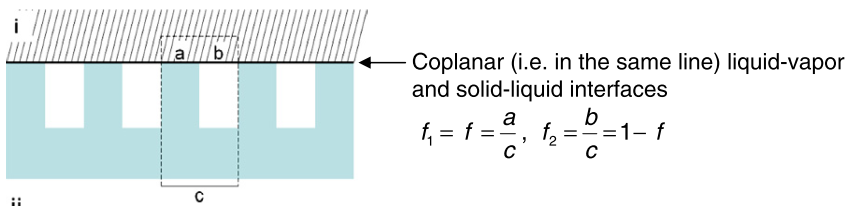 i
a b
Coplanar (i.e. in the same line) liquid-vapor
and solid-liquid interfaces
f₁ = f = a/c, f₂ = b/c = 1 − f
c